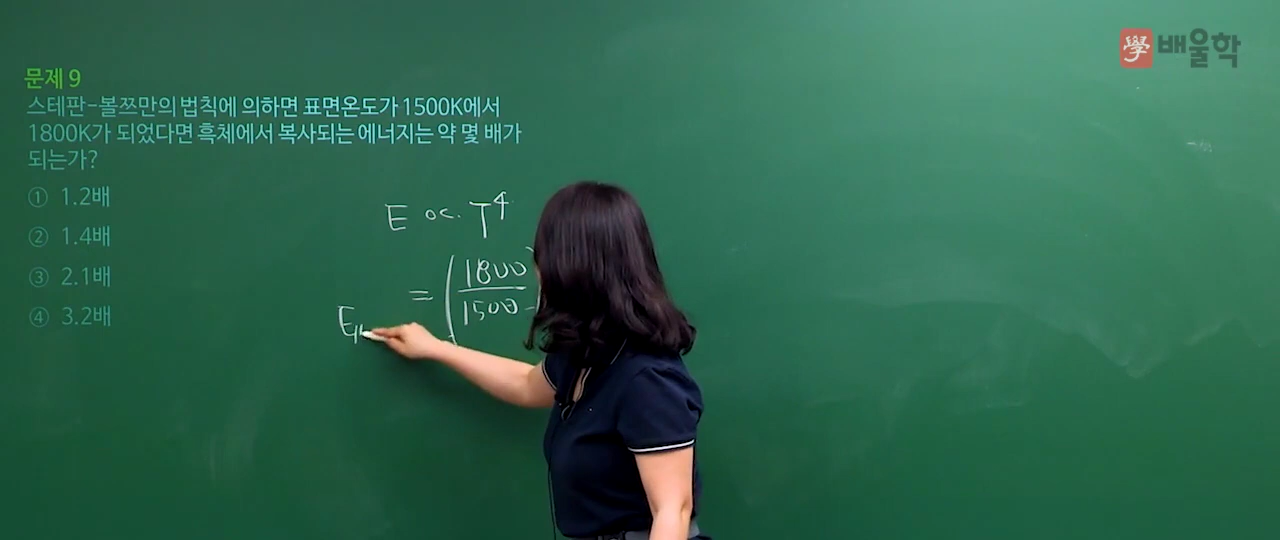 學 배울학
문제 9
스테판-볼쯔만의 법칙에 의하면 표면온도가 1500K에서
1800K가 되었다면 흑체에서 복사되는 에너지는 약 몇 배가
되는가?
① 1.2배
② 1.4배
③ 2.1배
④ 3.2배
E ∝ T⁴
= (1800/1500